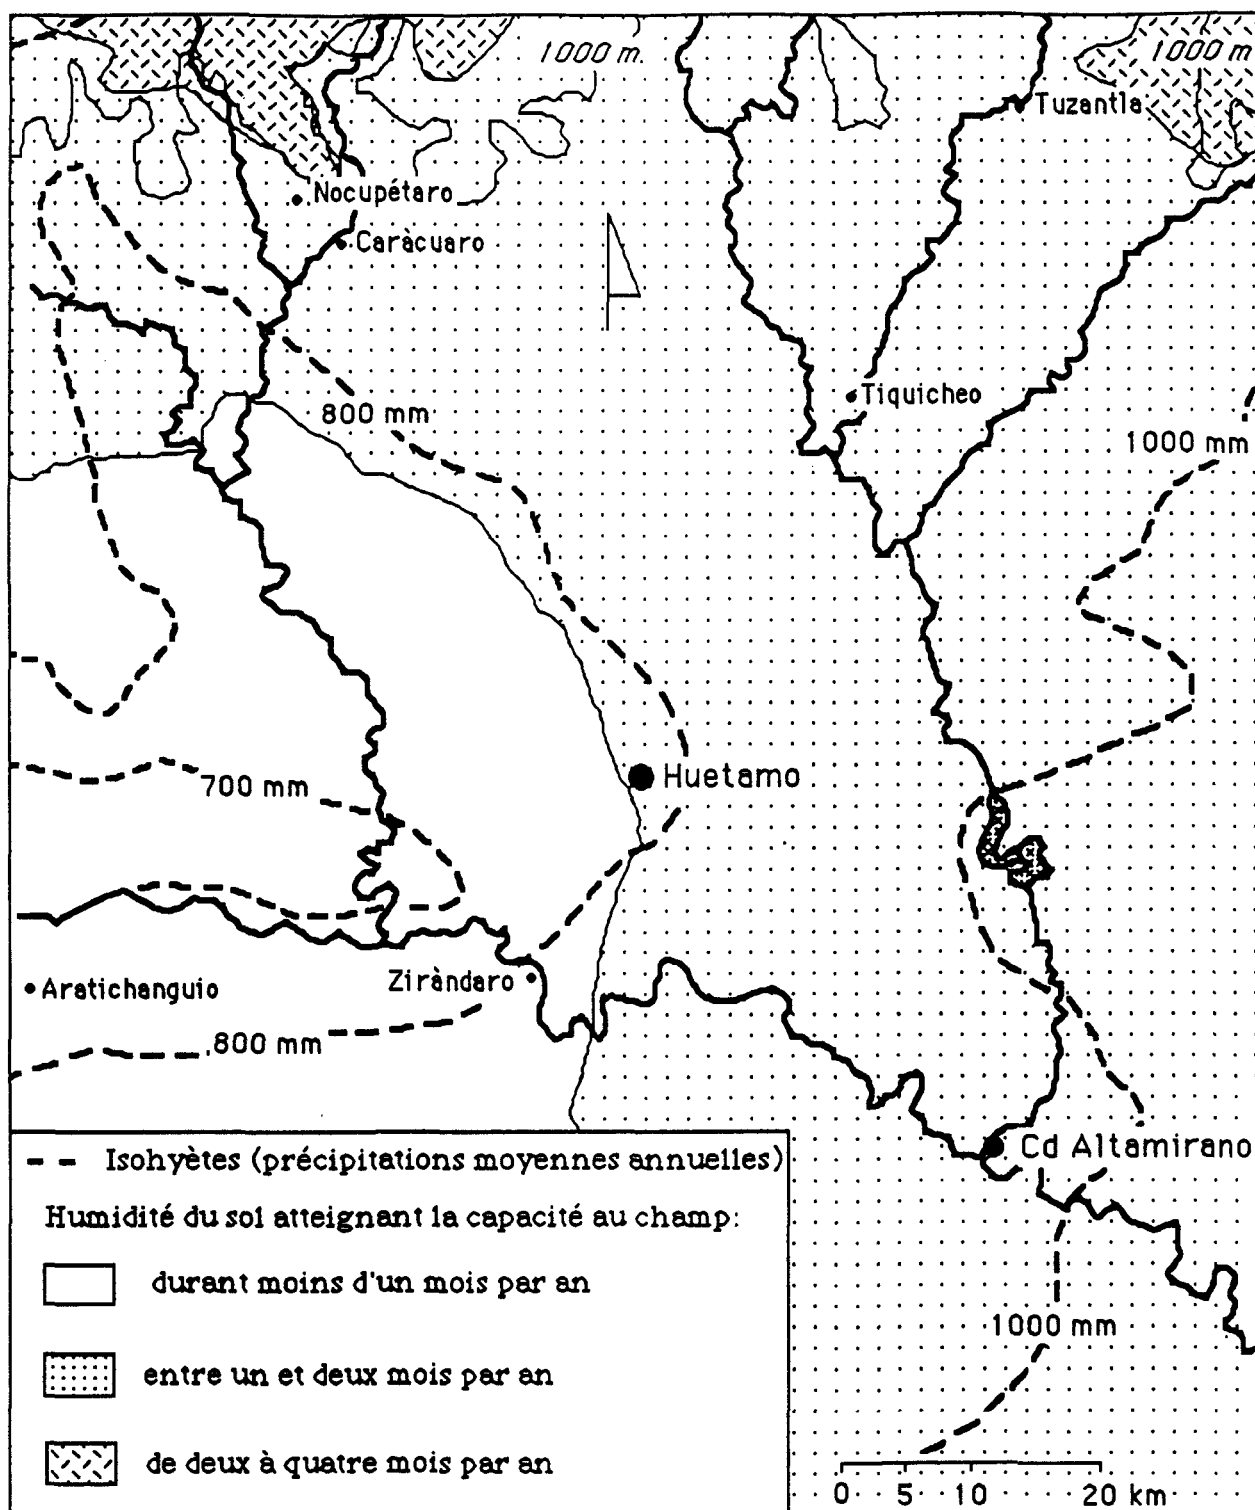 1000 m.
1000 m
Tuzantla
Nocupétaro
Caràcuaro
Tiquicheo
800 mm
1000 mm
Huetamo
700 mm
Ziràndaro
Aratichanguio
800 mm
Cd Altamirano
1000 mm
Isohyètes (précipitations moyennes annuelles)
Humidité du sol atteignant la capacité au champ:
durant moins d'un mois par an
entre un et deux mois par an
de deux à quatre mois par an
0 5 10 20 km